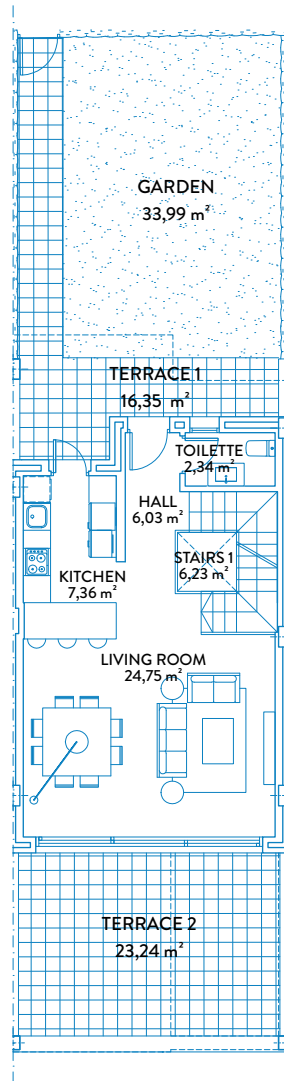 GARDEN
33,99 m²
TERRACE 1
16,35 m²
TOILETTE
2,34 m²
HALL
6,03 m²
STAIRS 1
6,23 m²
KITCHEN
7,36 m²
LIVING ROOM
24,75 m²
TERRACE 2
23,24 m²